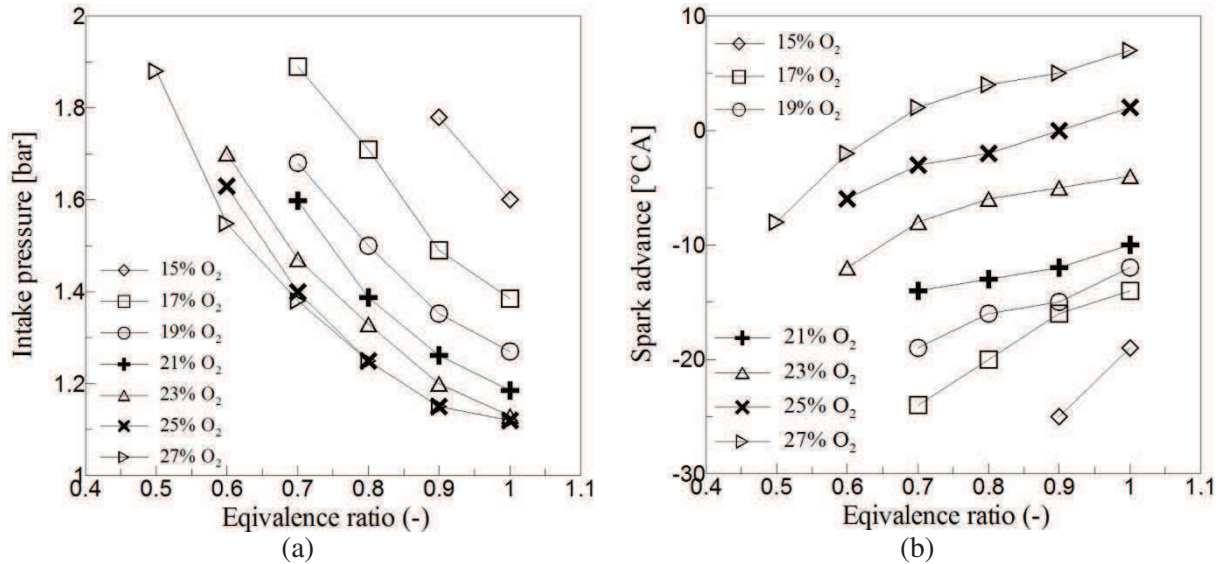 2
1.8
1.6
1.4
1.2
1
Intake pressure [bar]
15% O₂
17% O₂
19% O₂
21% O₂
23% O₂
25% O₂
27% O₂
0.4 0.5 0.6 0.7 0.8 0.9 1 1.1
Eqivalence ratio (-)
(a)
10
0
-10
-20
-30
Spark advance [°CA]
15% O₂
17% O₂
19% O₂
21% O₂
23% O₂
25% O₂
27% O₂
0.4 0.5 0.6 0.7 0.8 0.9 1 1.1
Eqivalence ratio (-)
(b)